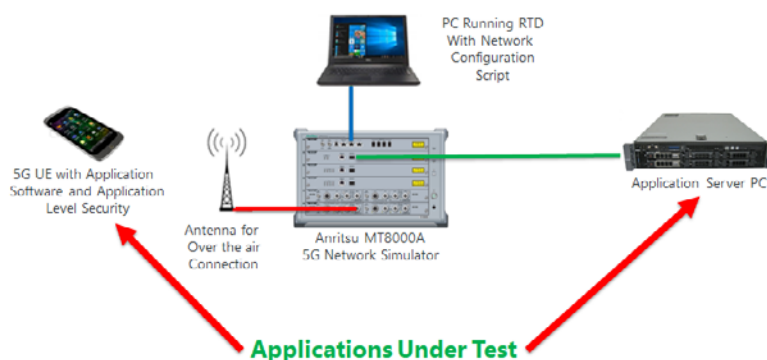 PC Running RTD
With Network
Configuration
Script
5G UE with Application
Software and Application
Level Security
Antenna for
Over the air
Connection
Anritsu MT8000A
5G Network Simulator
Application Server PC
Applications Under Test